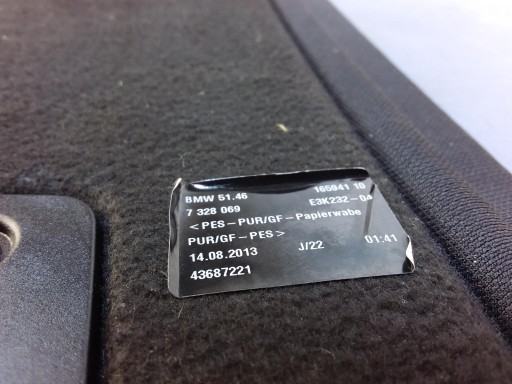 BMW 51.46 165941 10
7 328 069 E3K232-04
<PES-PUR/GF-Papierwabe
PUR/GF-PES>
14.08.2013 J/22 01:41
43687221